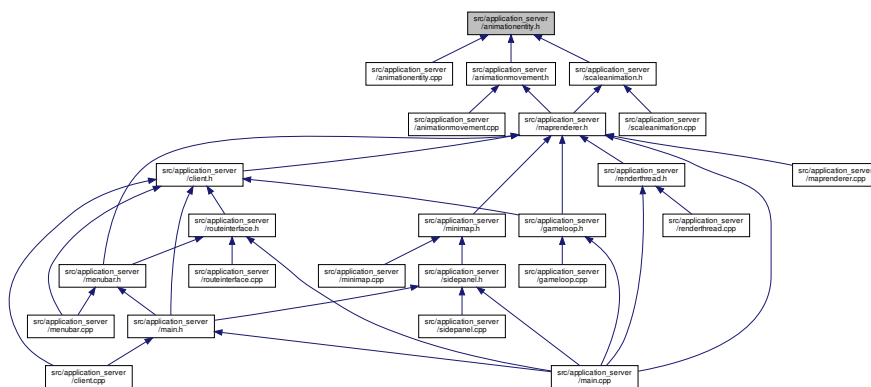 src/application_server
/animationentity.h
src/application_server
/animationentity.cpp
src/application_server
/animationmovement.h
src/application_server
/scaleanimation.h
src/application_server
/animationmovement.cpp
src/application_server
/maprenderer.h
src/application_server
/scaleanimation.cpp
src/application_server
/client.h
src/application_server
/renderthread.h
src/application_server
/maprenderer.cpp
src/application_server
/routeinterface.h
src/application_server
/minimap.h
src/application_server
/gameloop.h
src/application_server
/renderthread.cpp
src/application_server
/menubar.h
src/application_server
/routeinterface.cpp
src/application_server
/minimap.cpp
src/application_server
/sidepanel.h
src/application_server
/gameloop.cpp
src/application_server
/menubar.cpp
src/application_server
/main.h
src/application_server
/sidepanel.cpp
src/application_server
/client.cpp
src/application_server
/main.cpp